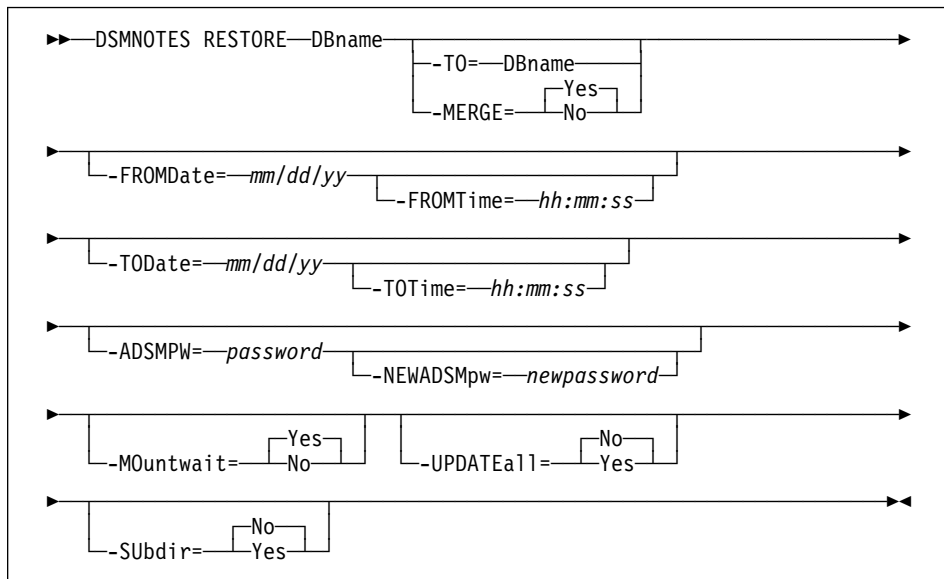 DSMNOTES RESTORE DBname
-TO= DBname
Yes
-MERGE= No
-FROMDate= mm/dd/yy
-FROMTime= hh:mm:ss
-TODate= mm/dd/yy
-TOTime= hh:mm:ss
-ADSMPW= password
-NEWADSMpw= newpassword
Yes No
-MOuntwait= No -UPDATEall= Yes
No
-SUbdir= Yes